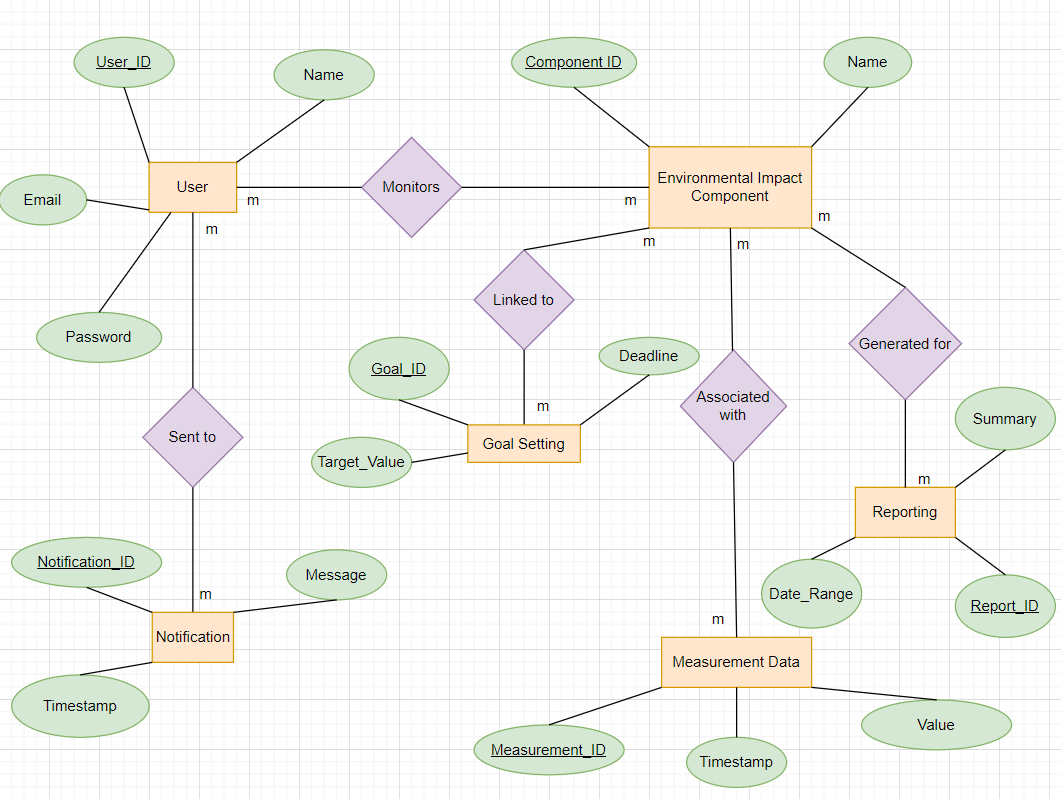 User_ID
Name
Component ID
Name
Email
User
m
Monitors
m
Environmental Impact
Component
m
m
m
m
Password
Linked to
Generated for
Goal_ID
Deadline
Associated
with
m
Sent to
Target_Value
Goal Setting
Summary
m
Reporting
Notification_ID
Message
m
Date_Range
Report_ID
m
Notification
Measurement Data
Timestamp
Measurement_ID
Timestamp
Value